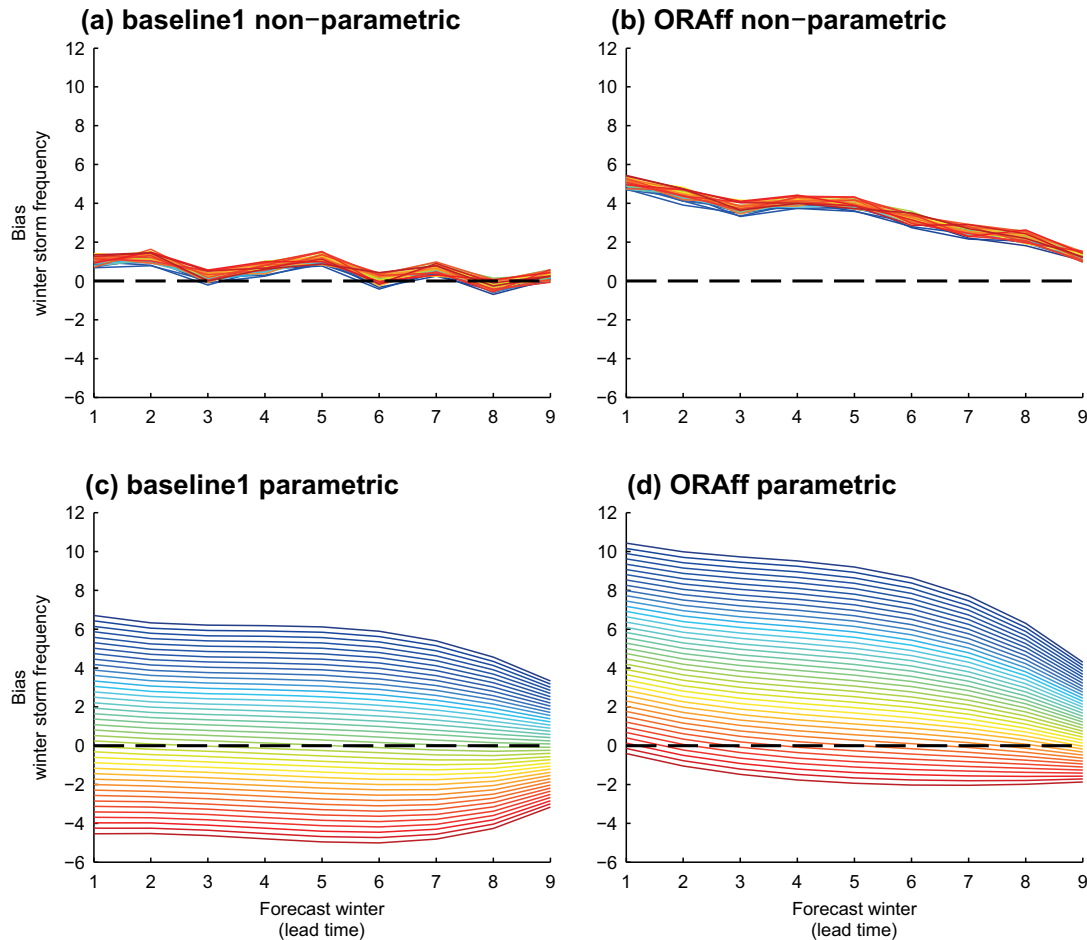 (a) baseline1 non−parametric
12
10
8
6
4
2
0
−2
−4
−6
1 2 3 4 5 6 7 8 9
Bias
winter storm frequency
(b) ORAff non−parametric
12
10
8
6
4
2
0
−2
−4
−6
1 2 3 4 5 6 7 8 9
(c) baseline1 parametric
12
10
8
6
4
2
0
−2
−4
−6
1 2 3 4 5 6 7 8 9
Bias
winter storm frequency
Forecast winter
(lead time)
(d) ORAff parametric
12
10
8
6
4
2
0
−2
−4
−6
1 2 3 4 5 6 7 8 9
Forecast winter
(lead time)